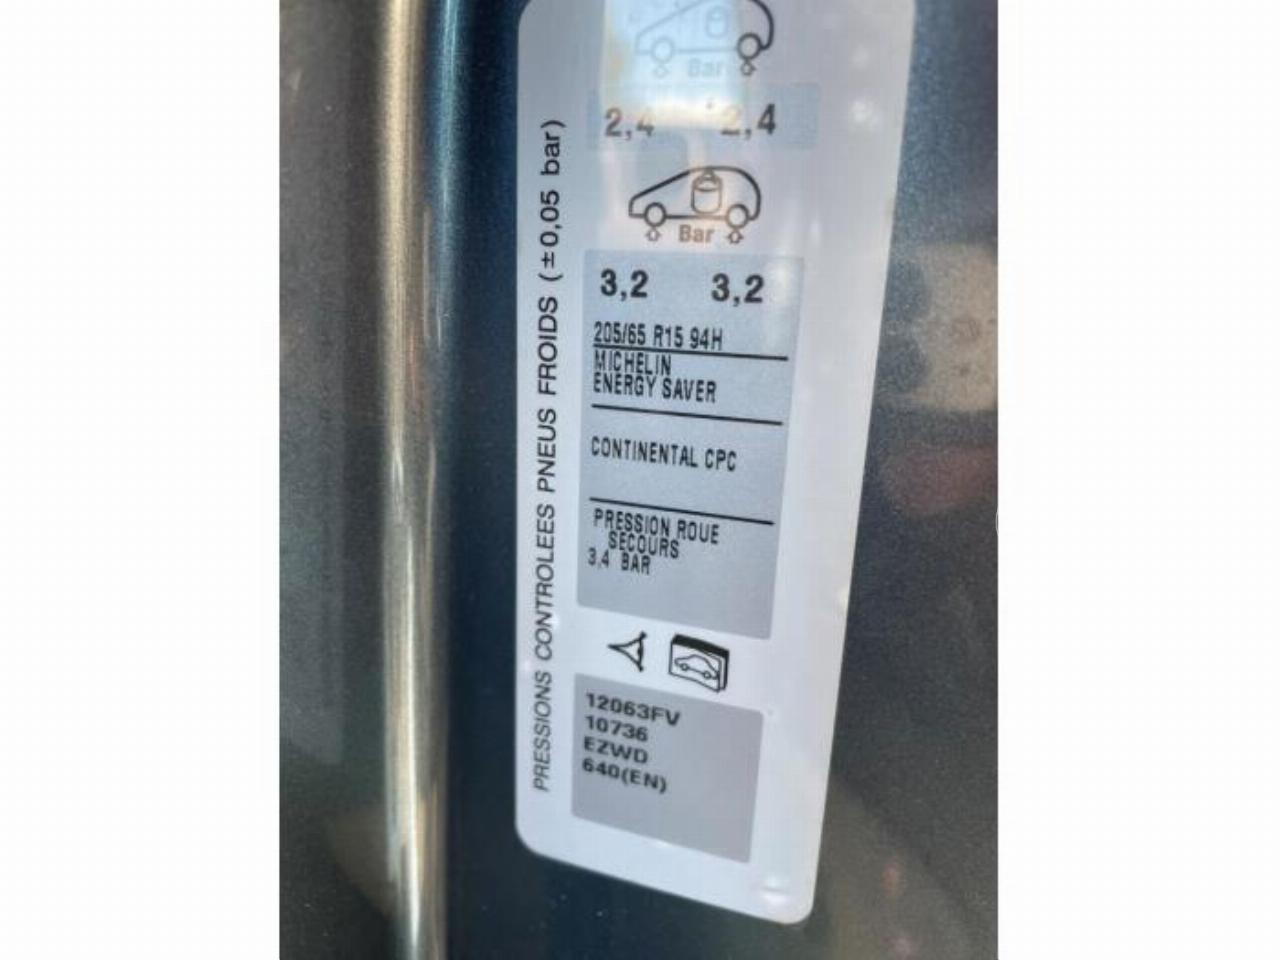 Bar
2,4 2,4
Bar
3,2 3,2
205/65 R15 94H
MICHELIN
ENERGY SAVER
CONTINENTAL CPC
PRESSION ROUE
SECOURS
3,4 BAR
12063FV
10736
EZWD
640(EN)
PRESSIONS CONTROLEES PNEUS FROIDS (±0,05 bar)